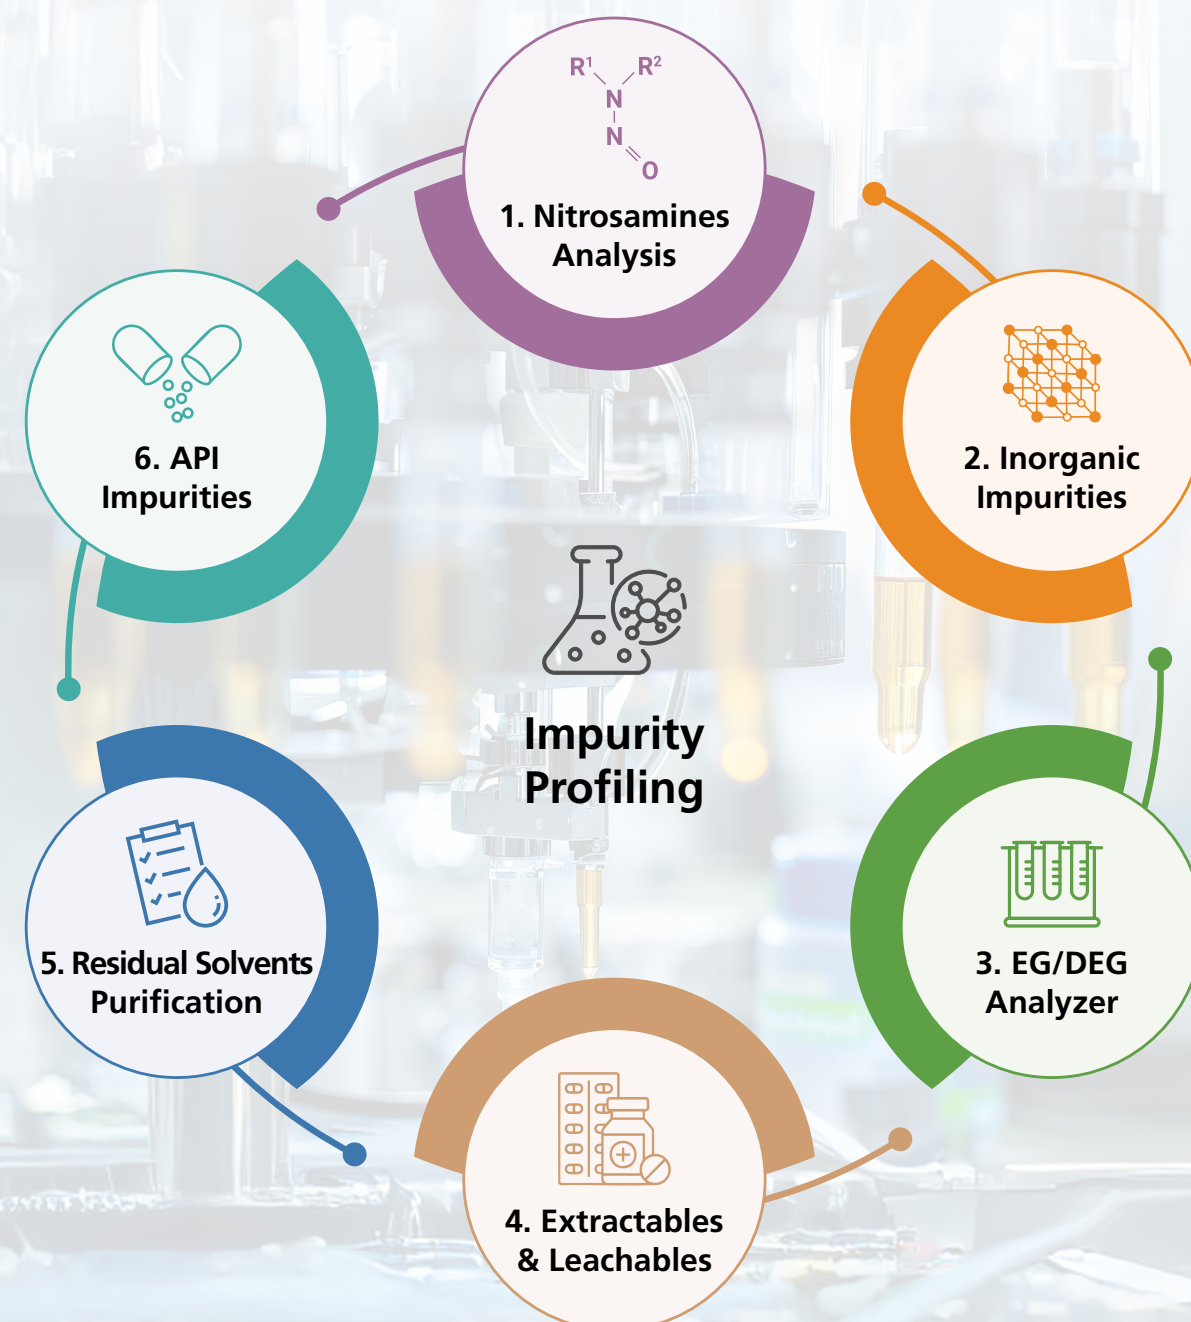 R¹ R²
N
N
O
1. Nitrosamines
Analysis
2. Inorganic
Impurities
3. EG/DEG
Analyzer
4. Extractables
& Leachables
5. Residual Solvents
Purification
6. API
Impurities
Impurity
Profiling